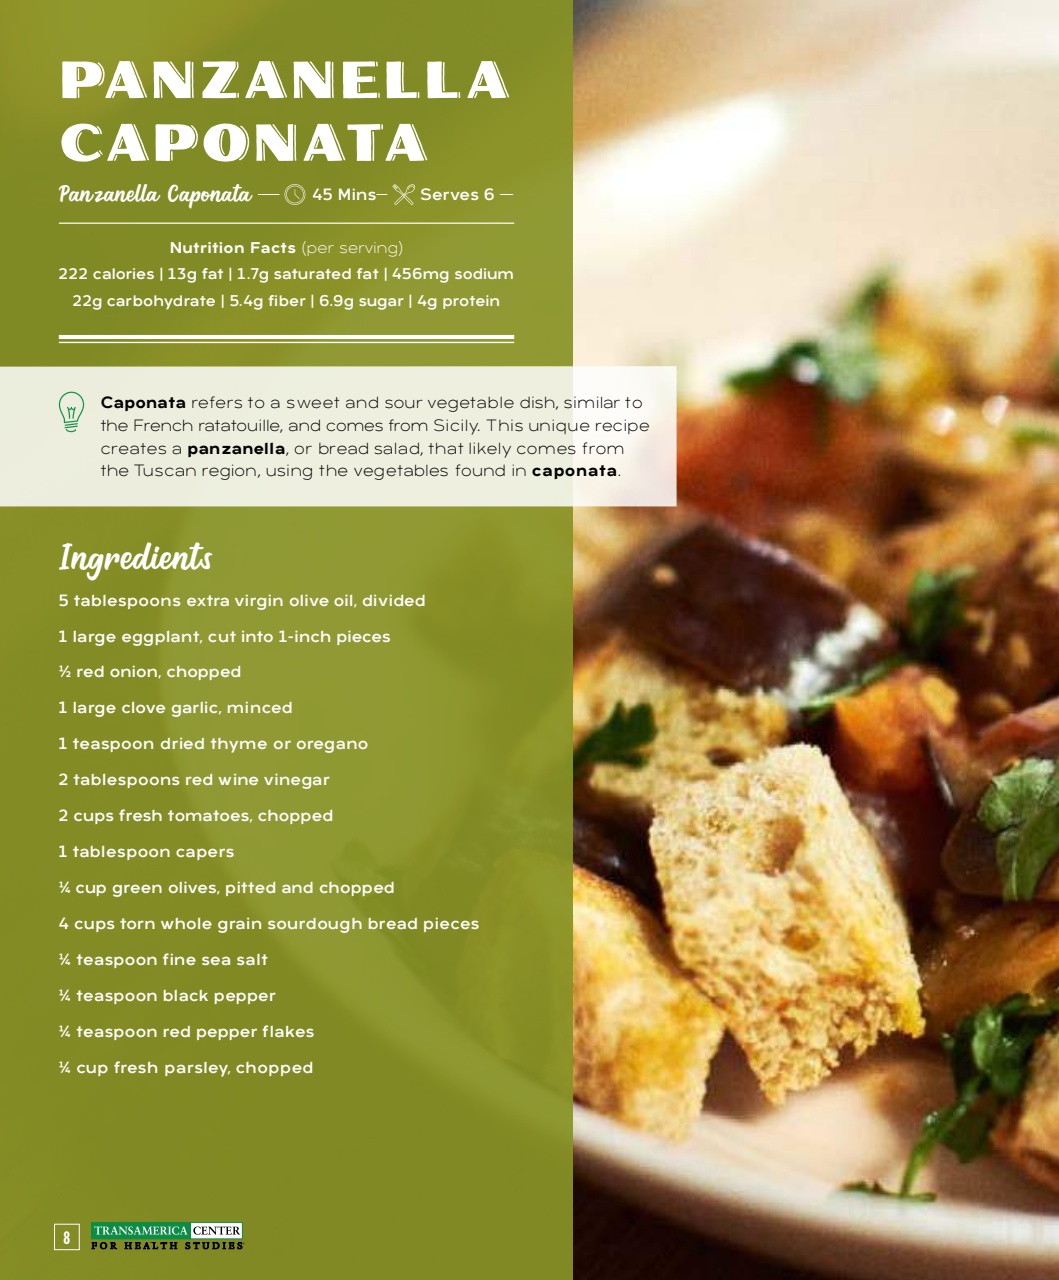 PANZANELLA
CAPONATA
Panzanella Caponata — 45 Mins — Serves 6 —
Nutrition Facts (per serving)
222 calories | 13g fat | 1.7g saturated fat | 456mg sodium
22g carbohydrate | 5.4g fiber | 6.9g sugar | 4g protein
Caponata refers to a sweet and sour vegetable dish, similar to
the French ratatouille, and comes from Sicily. This unique recipe
creates a panzanella, or bread salad, that likely comes from
the Tuscan region, using the vegetables found in caponata.
Ingredients
5 tablespoons extra virgin olive oil, divided
1 large eggplant, cut into 1-inch pieces
½ red onion, chopped
1 large clove garlic, minced
1 teaspoon dried thyme or oregano
2 tablespoons red wine vinegar
2 cups fresh tomatoes, chopped
1 tablespoon capers
¼ cup green olives, pitted and chopped
4 cups torn whole grain sourdough bread pieces
¼ teaspoon fine sea salt
¼ teaspoon black pepper
¼ teaspoon red pepper flakes
¼ cup fresh parsley, chopped
8
TRANSAMERICA CENTER
FOR HEALTH STUDIES